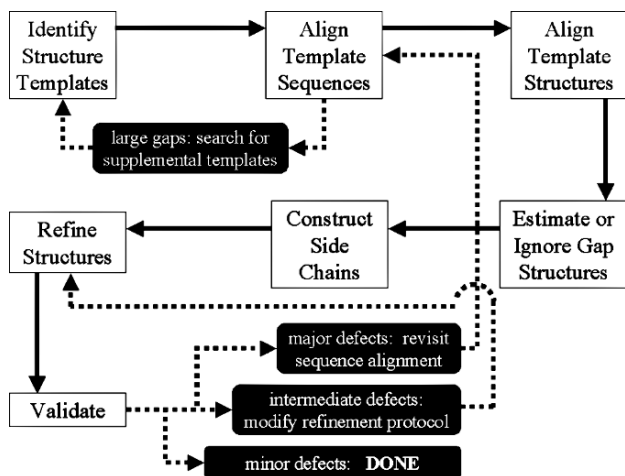 Identify
Structure
Templates
Align
Template
Sequences
Align
Template
Structures
large gaps: search for
supplemental templates
Refine
Structures
Construct
Side
Chains
Estimate or
Ignore Gap
Structures
major defects: revisit
sequence alignment
Validate
intermediate defects:
modify refinement protocol
minor defects: DONE